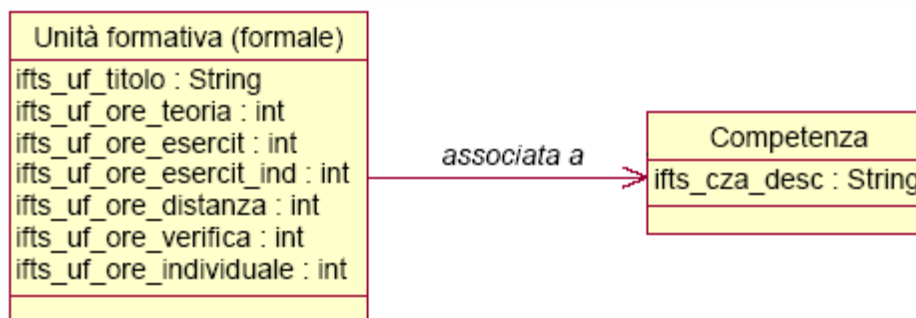 Unità formativa (formale)
ifts_uf_titolo : String
ifts_uf_ore_teoria : int
ifts_uf_ore_esercit : int
ifts_uf_ore_esercit_ind : int
ifts_uf_ore_distanza : int
ifts_uf_ore_verifica : int
ifts_uf_ore_individuale : int
associata a
Competenza
ifts_cza_desc : String